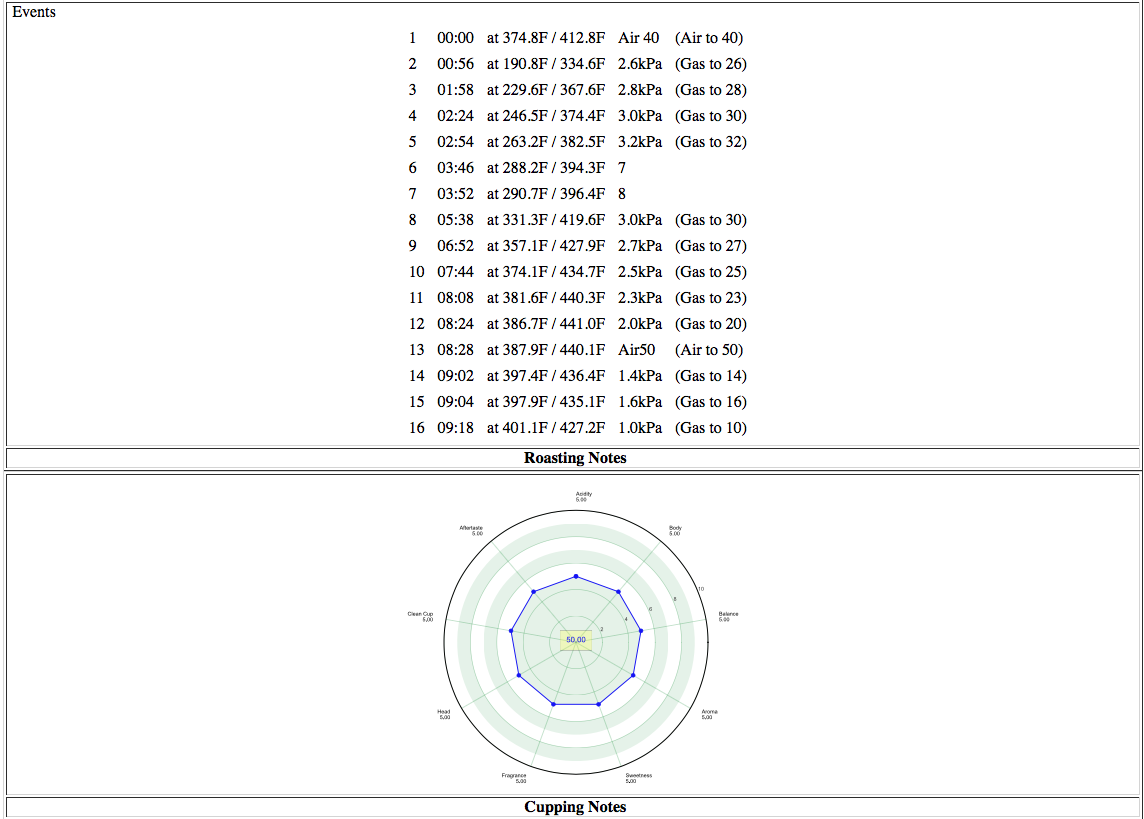 Events
1 00:00 at 374.8F / 412.8F Air 40 (Air to 40)
2 00:56 at 190.8F / 334.6F 2.6kPa (Gas to 26)
3 01:58 at 229.6F / 367.6F 2.8kPa (Gas to 28)
4 02:24 at 246.5F / 374.4F 3.0kPa (Gas to 30)
5 02:54 at 263.2F / 382.5F 3.2kPa (Gas to 32)
6 03:46 at 288.2F / 394.3F 7
7 03:52 at 290.7F / 396.4F 8
8 05:38 at 331.3F / 419.6F 3.0kPa (Gas to 30)
9 06:52 at 357.1F / 427.9F 2.7kPa (Gas to 27)
10 07:44 at 374.1F / 434.7F 2.5kPa (Gas to 25)
11 08:08 at 381.6F / 440.3F 2.3kPa (Gas to 23)
12 08:24 at 386.7F / 441.0F 2.0kPa (Gas to 20)
13 08:28 at 387.9F / 440.1F Air50 (Air to 50)
14 09:02 at 397.4F / 436.4F 1.4kPa (Gas to 14)
15 09:04 at 397.9F / 435.1F 1.6kPa (Gas to 16)
16 09:18 at 401.1F / 427.2F 1.0kPa (Gas to 10)
Roasting Notes
Acidity
5.00
Aftertaste
5.00
Body
5.00
10
8
6
4
2
Clean Cup
5.00
Balance
5.00
50.00
Head
5.00
Aroma
5.00
Fragrance
5.00
Sweetness
5.00
Cupping Notes